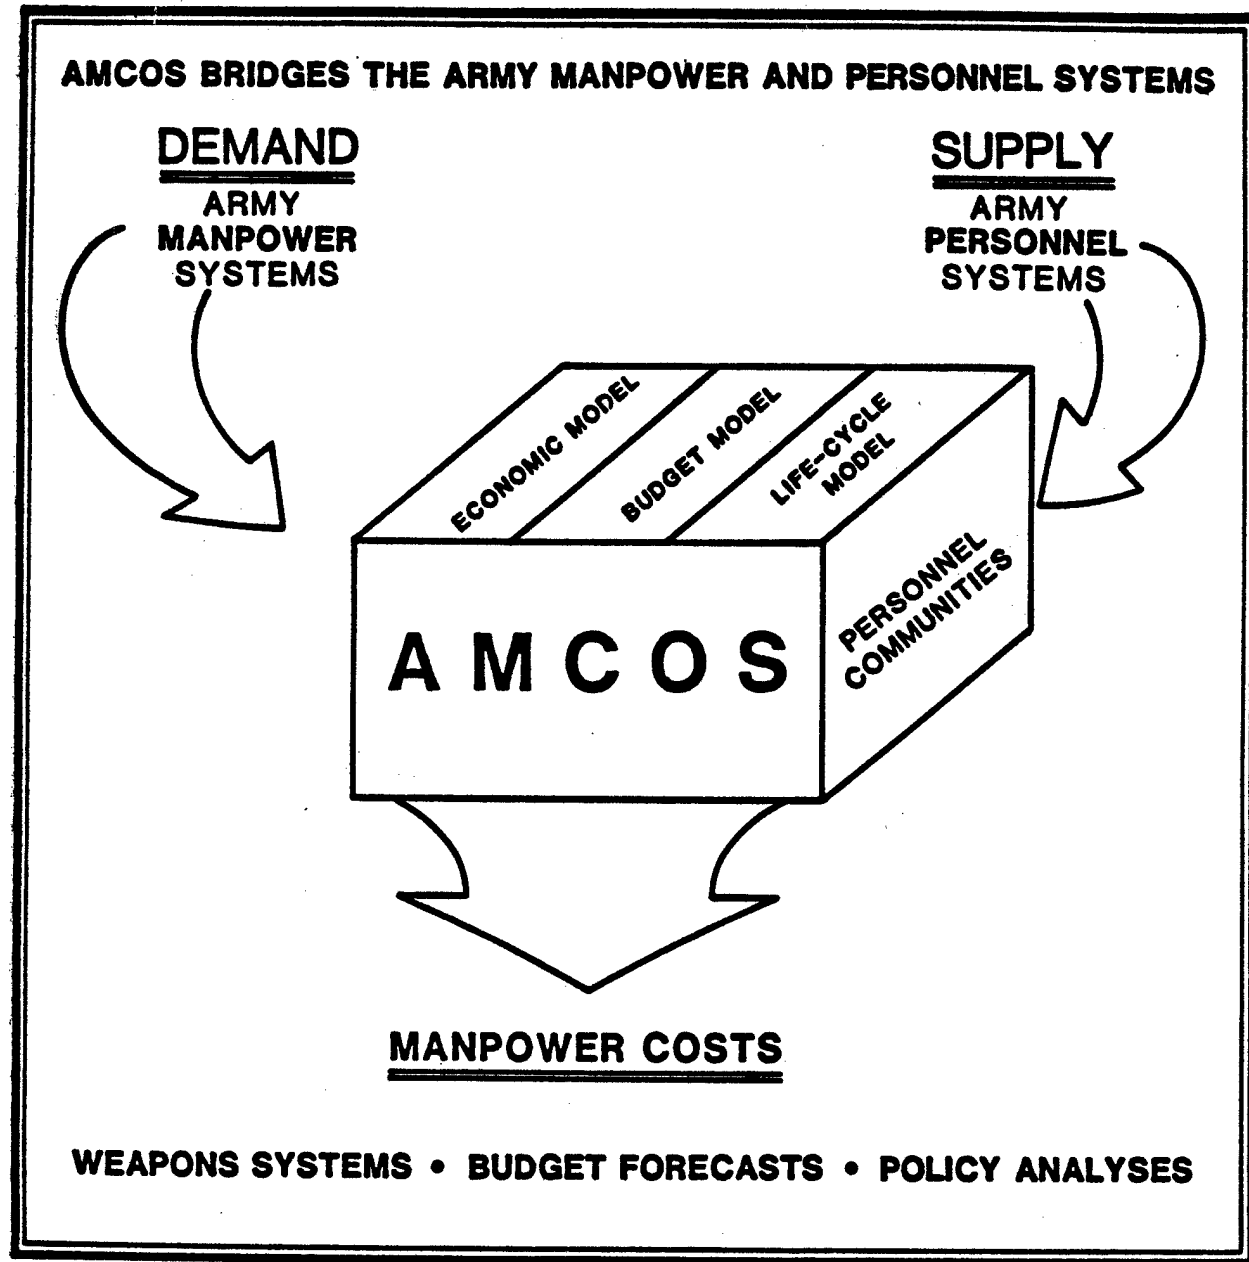 AMCOS BRIDGES THE ARMY MANPOWER AND PERSONNEL SYSTEMS
DEMAND
ARMY
MANPOWER
SYSTEMS
SUPPLY
ARMY
PERSONNEL
SYSTEMS
ECONOMIC MODEL
BUDGET MODEL
LIFE-CYCLE
MODEL
PERSONNEL
COMMUNITIES
A M C O S
MANPOWER COSTS
WEAPONS SYSTEMS • BUDGET FORECASTS • POLICY ANALYSES